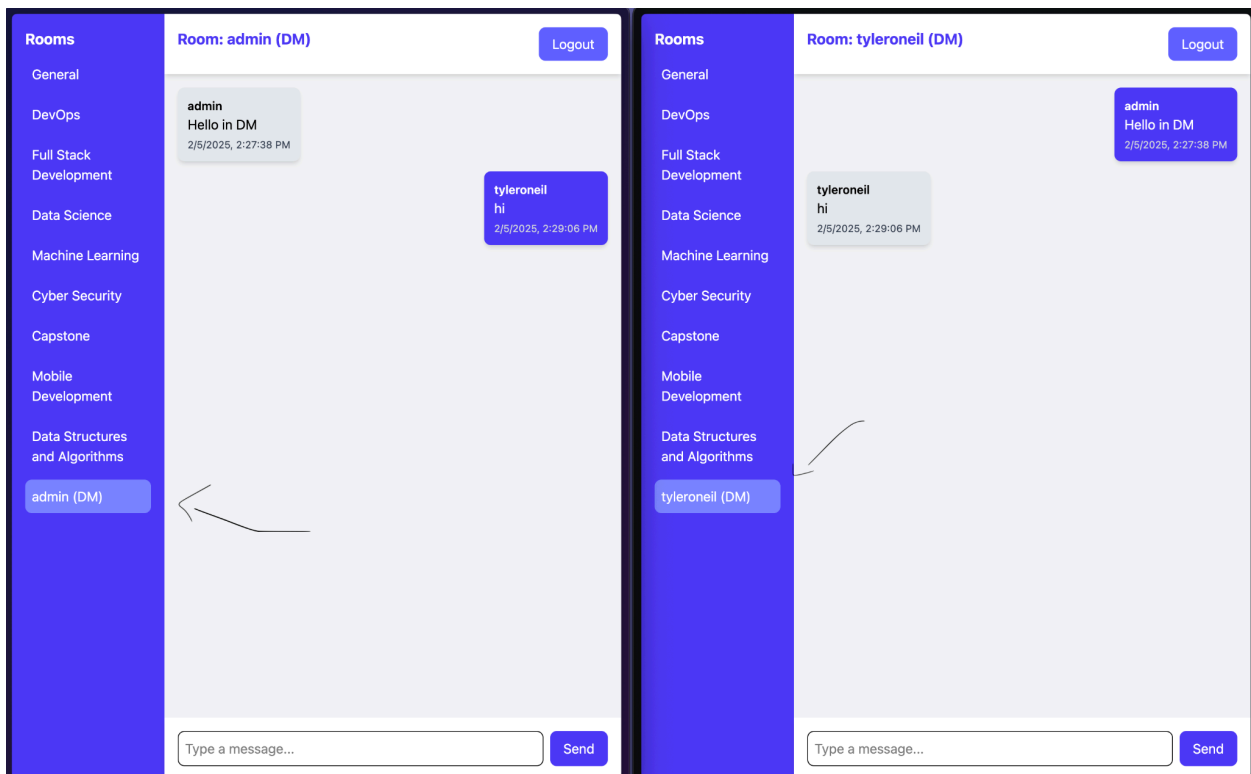 Rooms
General
DevOps
Full Stack
Development
Data Science
Machine Learning
Cyber Security
Capstone
Mobile
Development
Data Structures
and Algorithms
admin (DM)
Room: admin (DM)
Logout
admin
Hello in DM
2/5/2025, 2:27:38 PM
tyleroneil
hi
2/5/2025, 2:29:06 PM
Type a message...
Send
Rooms
General
DevOps
Full Stack
Development
Data Science
Machine Learning
Cyber Security
Capstone
Mobile
Development
Data Structures
and Algorithms
tyleroneil (DM)
Room: tyleroneil (DM)
Logout
admin
Hello in DM
2/5/2025, 2:27:38 PM
tyleroneil
hi
2/5/2025, 2:29:06 PM
Type a message...
Send